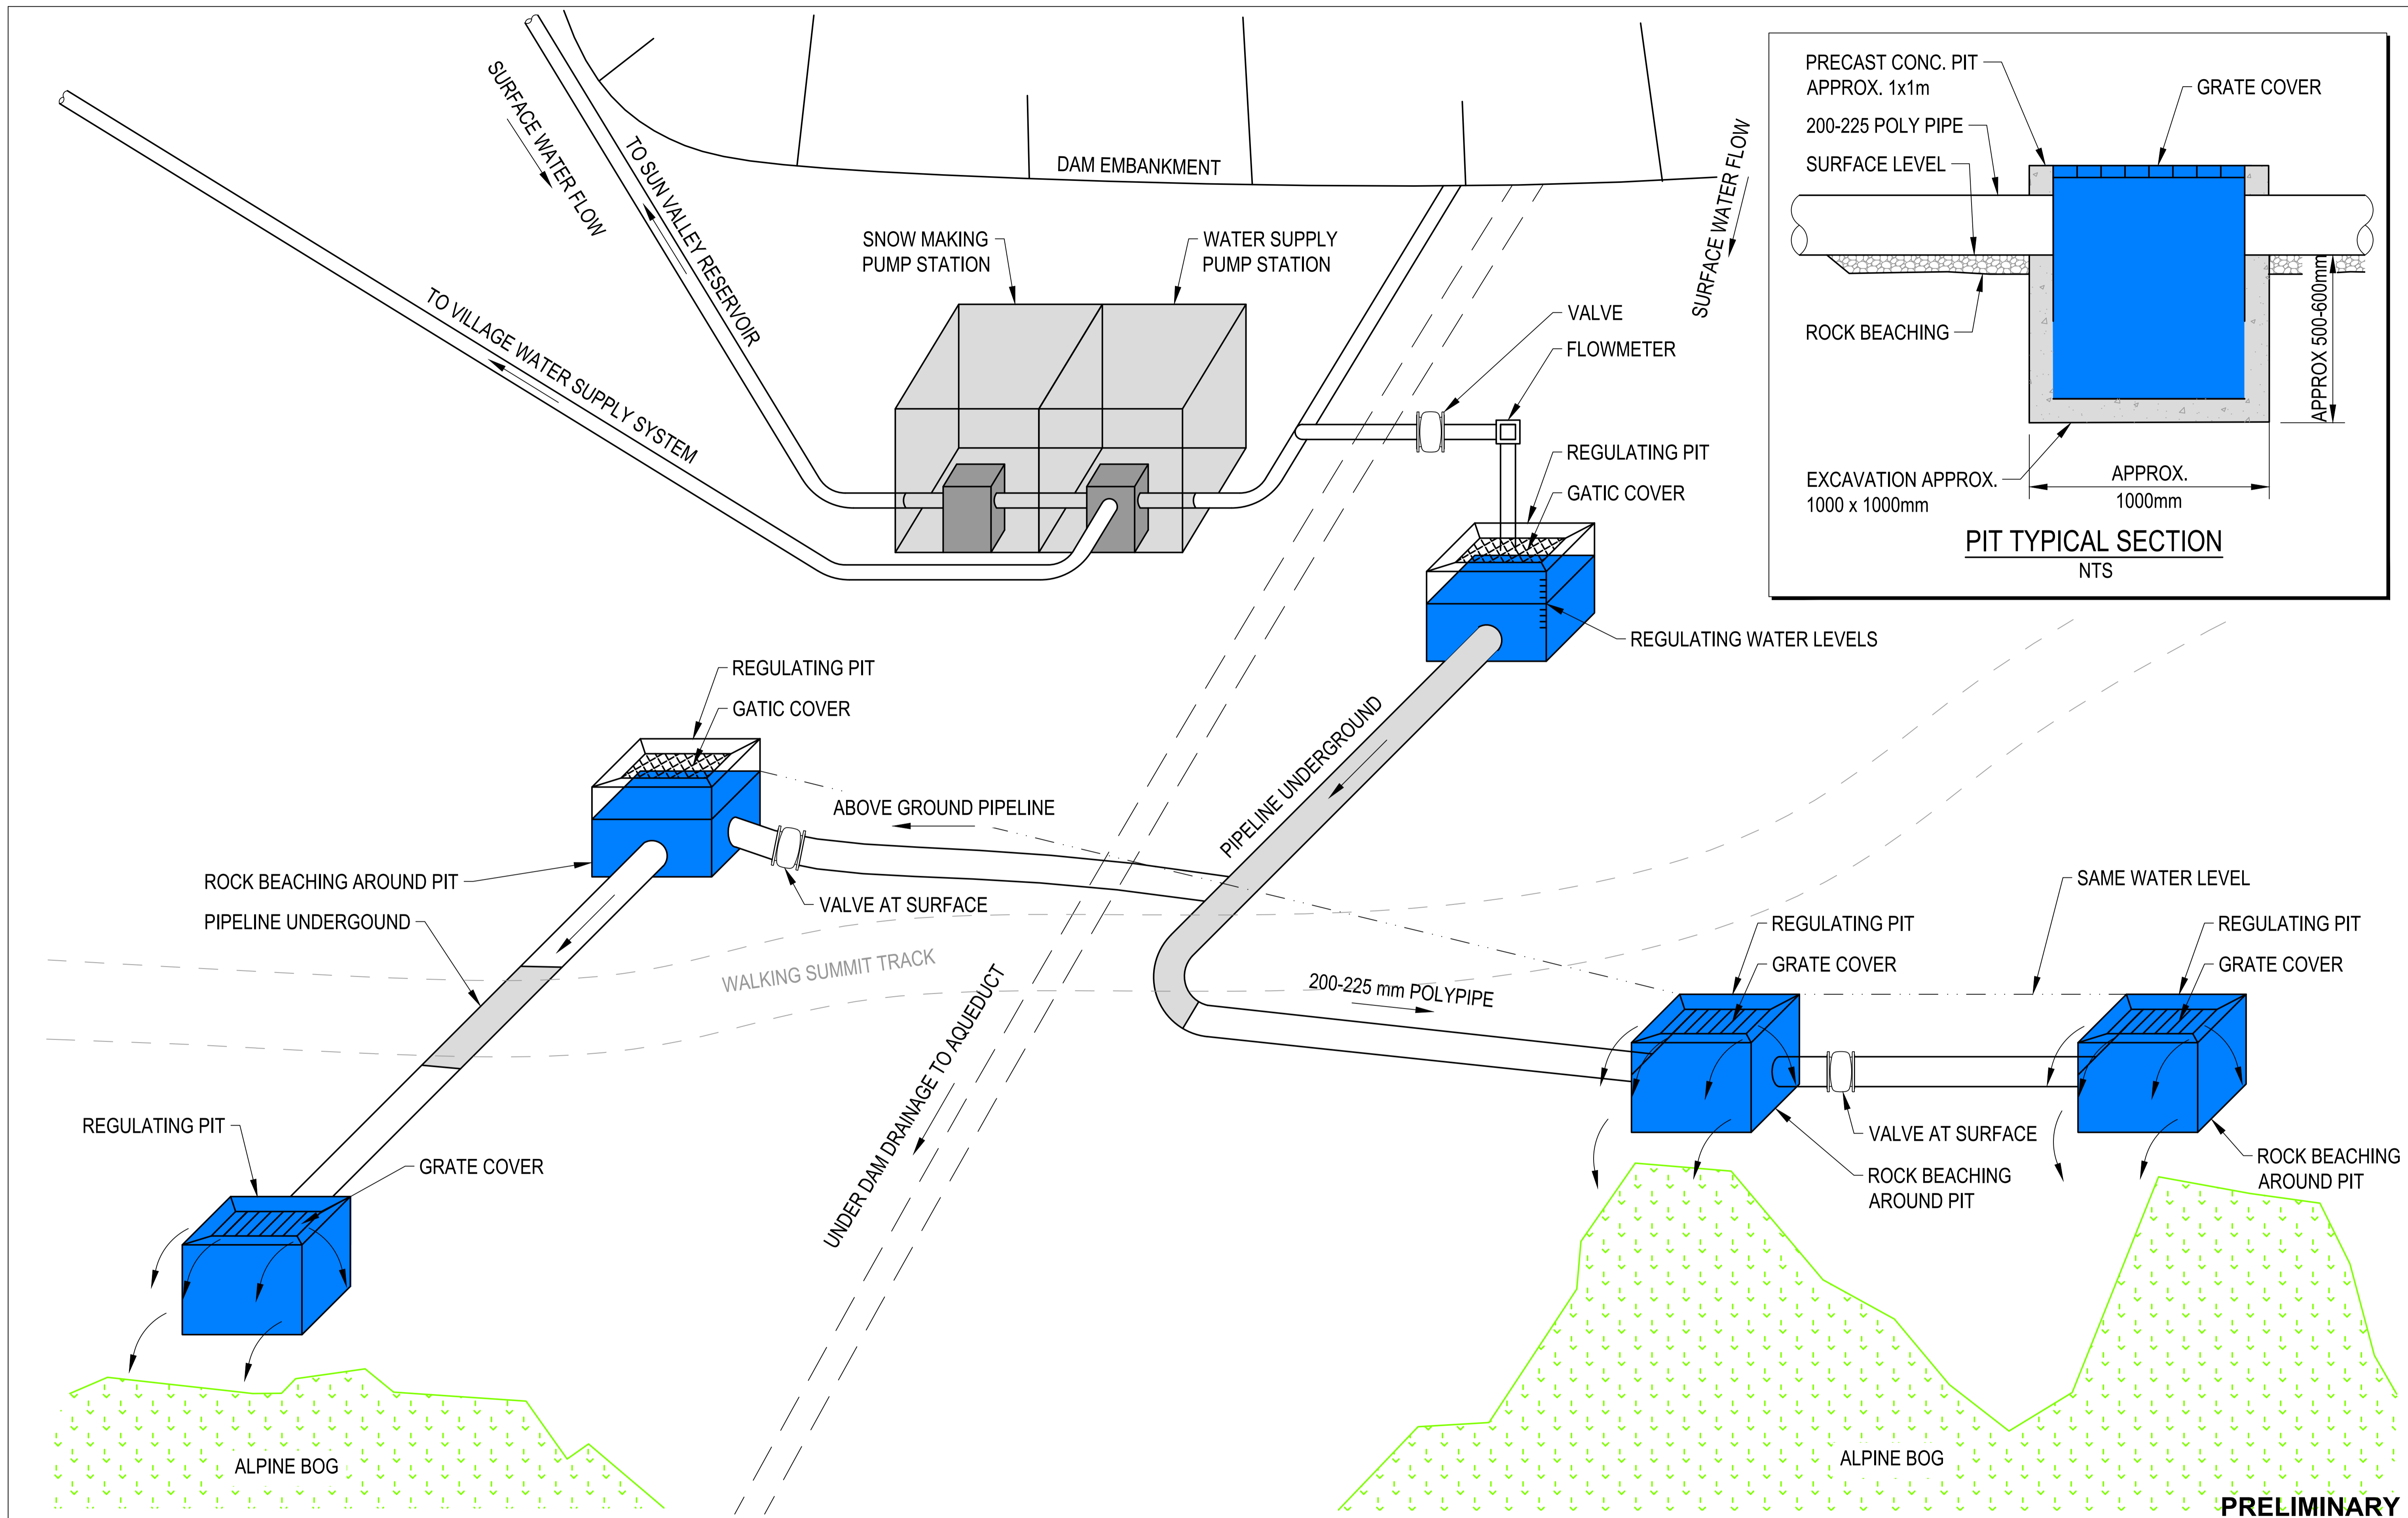 SURFACE WATER FLOW
TO SUN VALLEY RESERVOIR
TO VILLAGE WATER SUPPLY SYSTEM
DAM EMBANKMENT
SURFACE WATER FLOW
SNOW MAKING
PUMP STATION
WATER SUPPLY
PUMP STATION
VALVE
FLOWMETER
REGULATING PIT
GATIC COVER
REGULATING WATER LEVELS
PRECAST CONC. PIT
APPROX. 1x1m
200-225 POLY PIPE
SURFACE LEVEL
ROCK BEACHING
EXCAVATION APPROX.
1000 x 1000mm
GRATE COVER
APPROX 500-600mm
APPROX.
1000mm
PIT TYPICAL SECTION
NTS
REGULATING PIT
GATIC COVER
ABOVE GROUND PIPELINE
PIPELINE UNDERGROUND
ROCK BEACHING AROUND PIT
PIPELINE UNDERGOUND
VALVE AT SURFACE
WALKING SUMMIT TRACK
UNDER DAM DRAINAGE TO AQUEDUCT
200-225 mm POLYPIPE
SAME WATER LEVEL
REGULATING PIT
GRATE COVER
REGULATING PIT
GRATE COVER
VALVE AT SURFACE
ROCK BEACHING
AROUND PIT
ROCK BEACHING
AROUND PIT
REGULATING PIT
GRATE COVER
ALPINE BOG
ALPINE BOG
PRELIMINARY